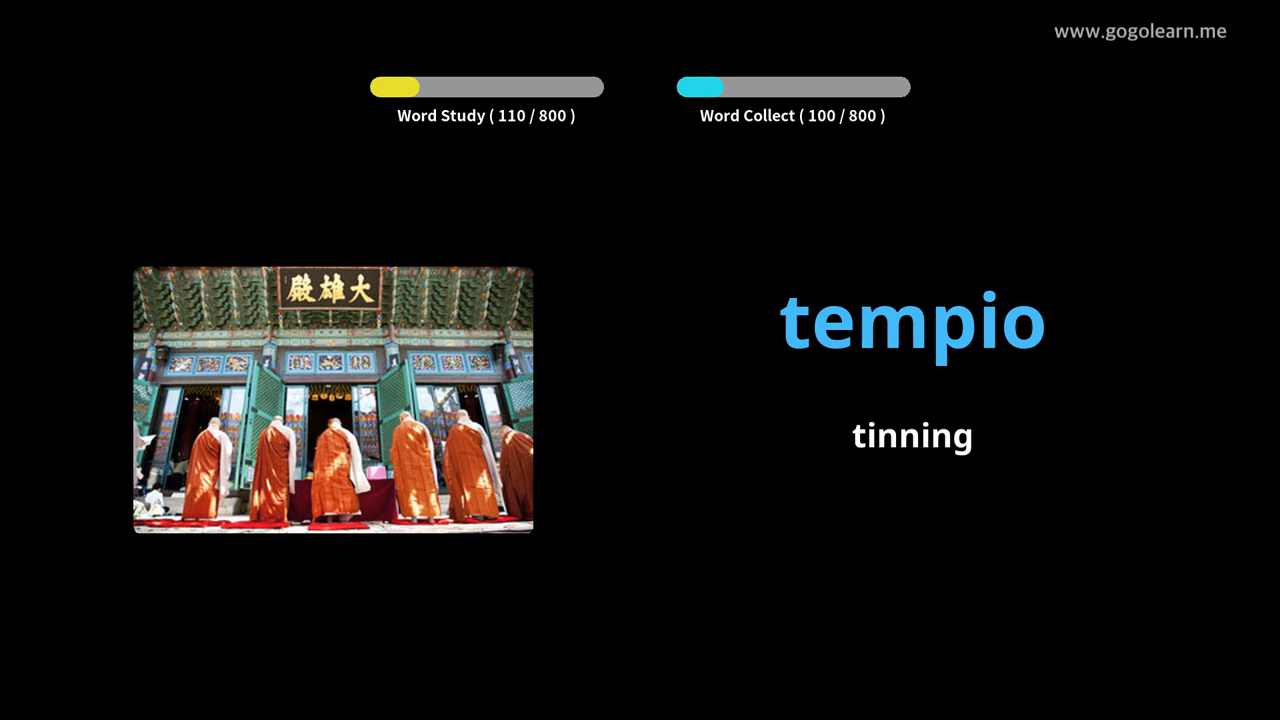 www.gogolearn.me
Word Study ( 110 / 800 )
Word Collect ( 100 / 800 )
殿雄大
tempio
tinning